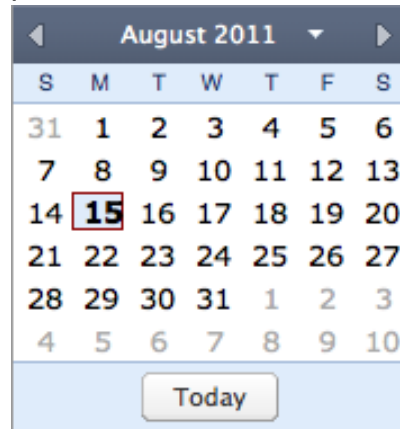 August 2011
S M T W T F S
31 1 2 3 4 5 6
7 8 9 10 11 12 13
14 15 16 17 18 19 20
21 22 23 24 25 26 27
28 29 30 31 1 2 3
4 5 6 7 8 9 10
Today